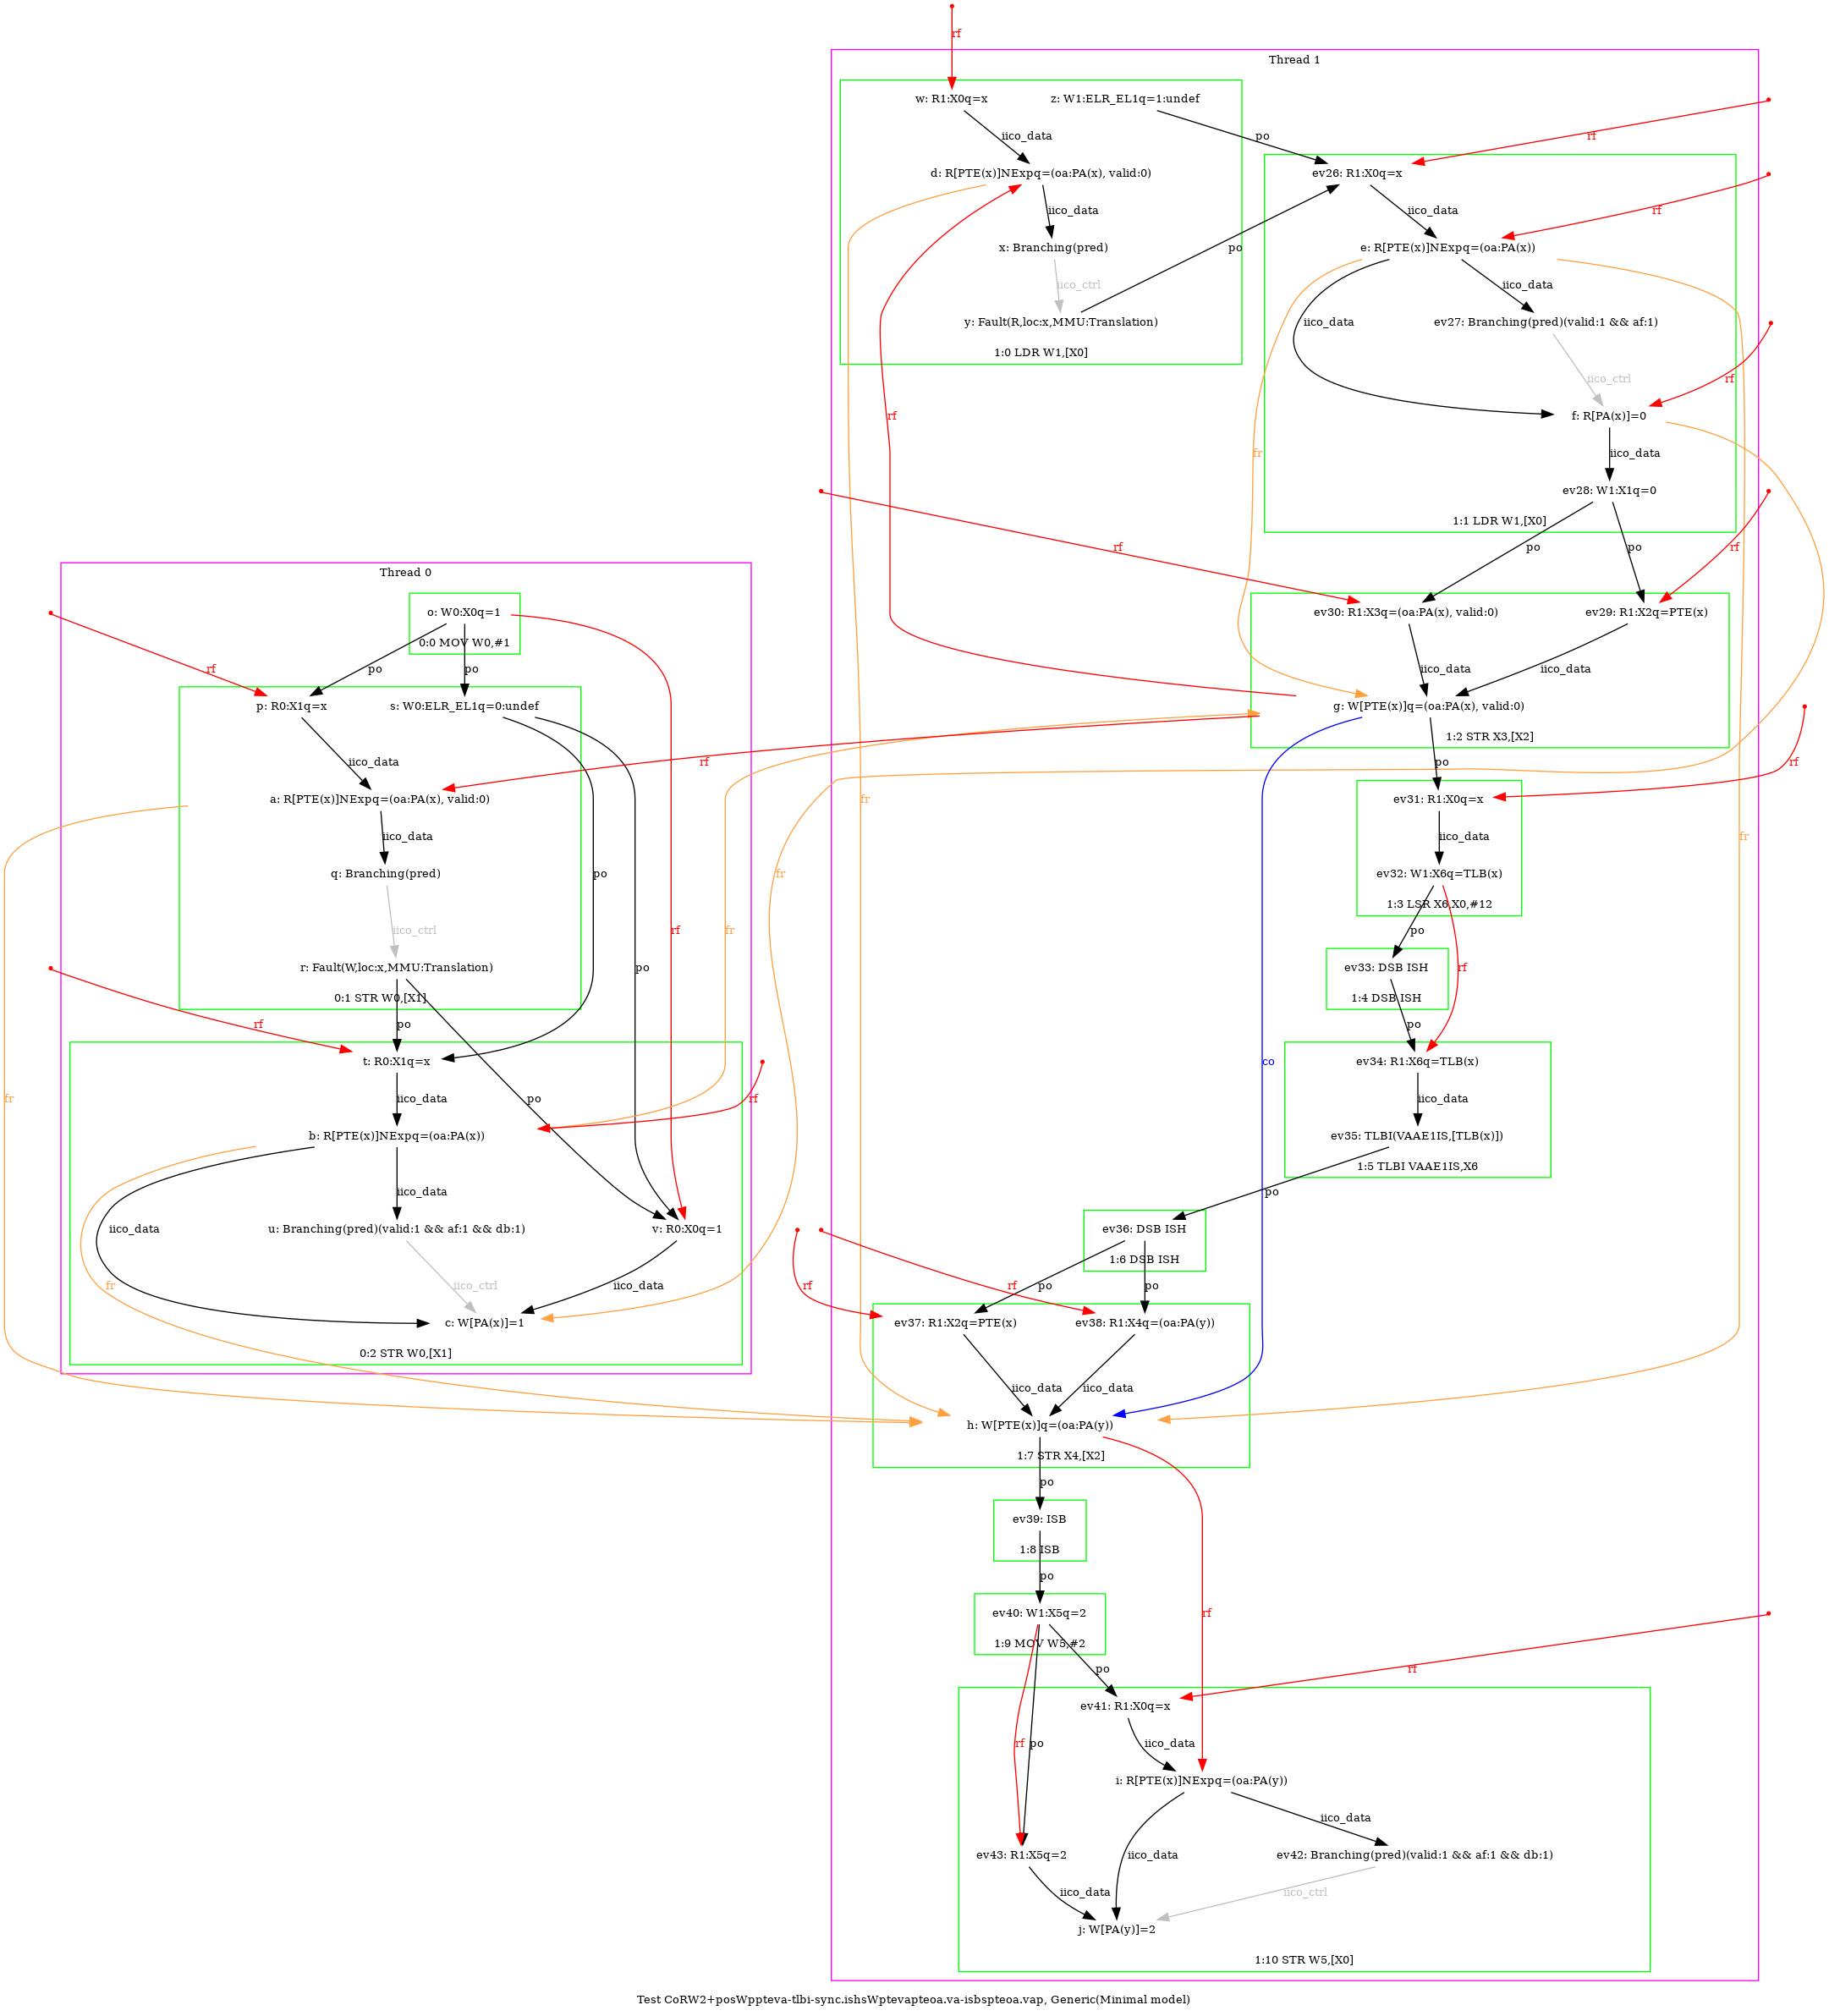 rf
Thread 1
w: R1:X0q=x
z: W1:ELR_EL1q=1:undef
iico_data
po
rf
d: R[PTE(x)]NExpq=(oa:PA(x), valid:0)
ev26: R1:X0q=x
rf
iico_data
iico_data
x: Branching(pred)
po
e: R[PTE(x)]NExpq=(oa:PA(x))
iico_ctrl
iico_data
y: Fault(R,loc:x,MMU:Translation)
iico_data
ev27: Branching(pred)(valid:1 && af:1)
1:0 LDR W1,[X0]
iico_ctrl
rf
rf
f: R[PA(x)]=0
fr
iico_data
ev28: W1:X1q=0
1:1 LDR W1,[X0]
rf
po
po
rf
Thread 0
o: W0:X0q=1
ev30: R1:X3q=(oa:PA(x), valid:0)
ev29: R1:X2q=PTE(x)
0:0 MOV W0,#1
rf
po
po
iico_data
iico_data
p: R0:X1q=x
s: W0:ELR_EL1q=0:undef
g: W[PTE(x)]q=(oa:PA(x), valid:0)
1:2 STR X3,[X2]
iico_data
rf
po
rf
a: R[PTE(x)]NExpq=(oa:PA(x), valid:0)
fr
ev31: R1:X0q=x
iico_data
iico_data
fr
q: Branching(pred)
po
fr
ev32: W1:X6q=TLB(x)
1:3 LSR X6,X0,#12
iico_ctrl
rf
fr
po
r: Fault(W,loc:x,MMU:Translation)
po
rf
ev33: DSB ISH
0:1 STR W0,[X1]
1:4 DSB ISH
rf
po
po
t: R0:X1q=x
co
ev34: R1:X6q=TLB(x)
fr
iico_data
po
rf
iico_data
b: R[PTE(x)]NExpq=(oa:PA(x))
ev35: TLBI(VAAE1IS,[TLB(x)])
1:5 TLBI VAAE1IS,X6
iico_data
iico_data
po
u: Branching(pred)(valid:1 && af:1 && db:1)
v: R0:X0q=1
ev36: DSB ISH
1:6 DSB ISH
fr
iico_ctrl
iico_data
rf
rf
po
po
c: W[PA(x)]=1
ev37: R1:X2q=PTE(x)
ev38: R1:X4q=(oa:PA(y))
0:2 STR W0,[X1]
iico_data
iico_data
h: W[PTE(x)]q=(oa:PA(y))
1:7 STR X4,[X2]
po
ev39: ISB
1:8 ISB
po
ev40: W1:X5q=2
rf
1:9 MOV W5,#2
po
rf
ev41: R1:X0q=x
rf
po
iico_data
i: R[PTE(x)]NExpq=(oa:PA(y))
iico_data
iico_data
ev43: R1:X5q=2
ev42: Branching(pred)(valid:1 && af:1 && db:1)
iico_data
iico_ctrl
j: W[PA(y)]=2
1:10 STR W5,[X0]
Test CoRW2+posWppteva-tlbi-sync.ishsWptevapteoa.va-isbspteoa.vap, Generic(Minimal model)